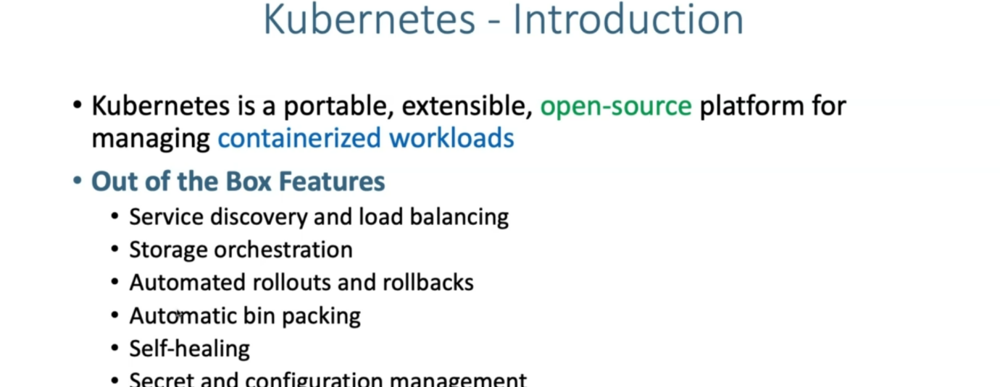 Kubernetes - Introduction
• Kubernetes is a portable, extensible, open-source platform for
managing containerized workloads
• Out of the Box Features
• Service discovery and load balancing
• Storage orchestration
• Automated rollouts and rollbacks
• Automatic bin packing
• Self-healing
• Secret and configuration management